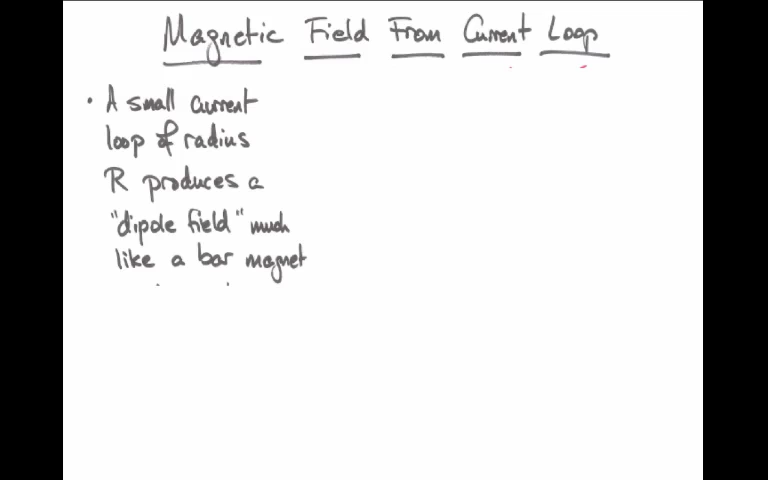 Magnetic Field From Current Loop
• A small current
loop of radius
R produces a
"dipole field" much
like a bar magnet